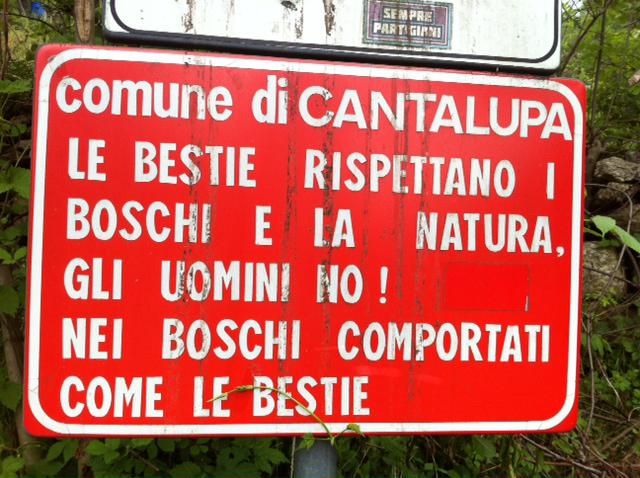 SEMPRE
PARTIGIANI
comune di CANTALUPA
LE BESTIE RISPETTANO I
BOSCHI E LA NATURA,
GLI UOMINI NO!
NEI BOSCHI COMPORTATI
COME LE BESTIE